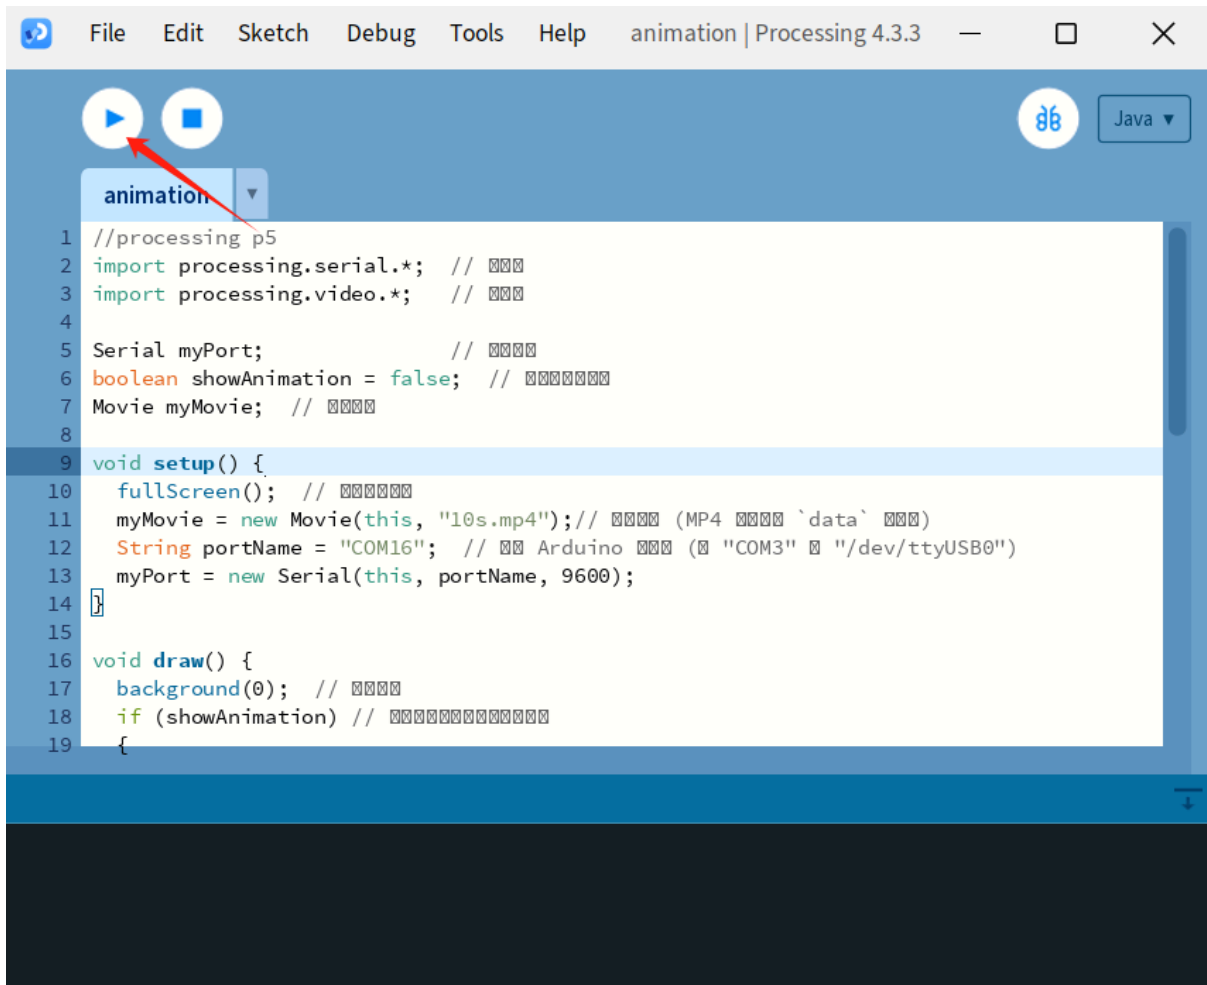 File Edit Sketch Debug Tools Help animation | Processing 4.3.3
Java ▼
animation ▼
1 //processing p5
2 import processing.serial.*; //
3 import processing.video.*; //
4
5 Serial myPort; //
6 boolean showAnimation = false; //
7 Movie myMovie; //
8
9 void setup() {
10 fullScreen(); //
11 myMovie = new Movie(this, "10s.mp4");// (MP4 `data` )
12 String portName = "COM16"; // Arduino ( "COM3" "/dev/ttyUSB0")
13 myPort = new Serial(this, portName, 9600);
14 }
15
16 void draw() {
17 background(0); //
18 if (showAnimation) //
19 {